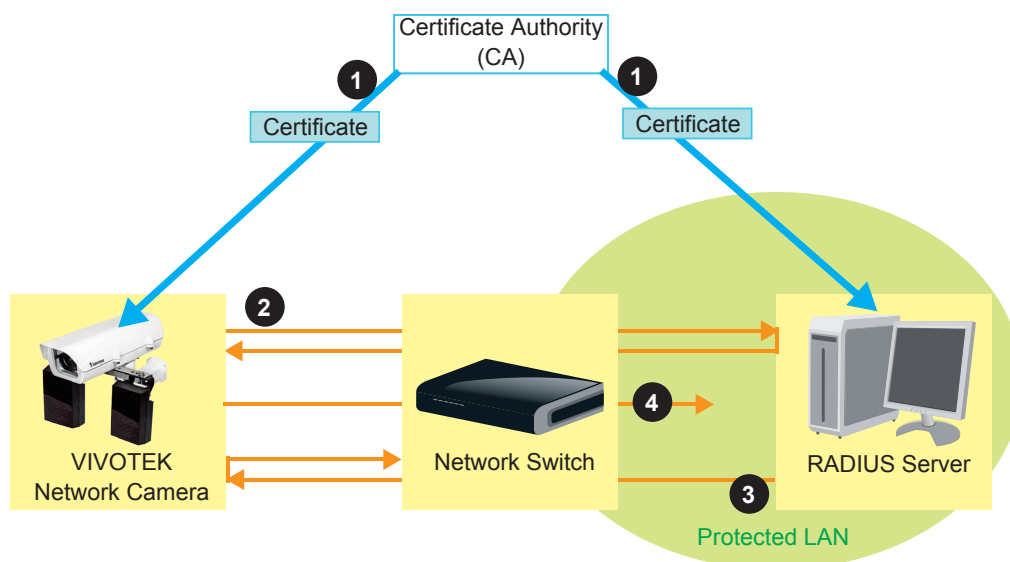 Certificate Authority
(CA)
1
1
Certificate
Certificate
2
4
VIVOTEK
Network Camera
Network Switch
RADIUS Server
3
Protected LAN